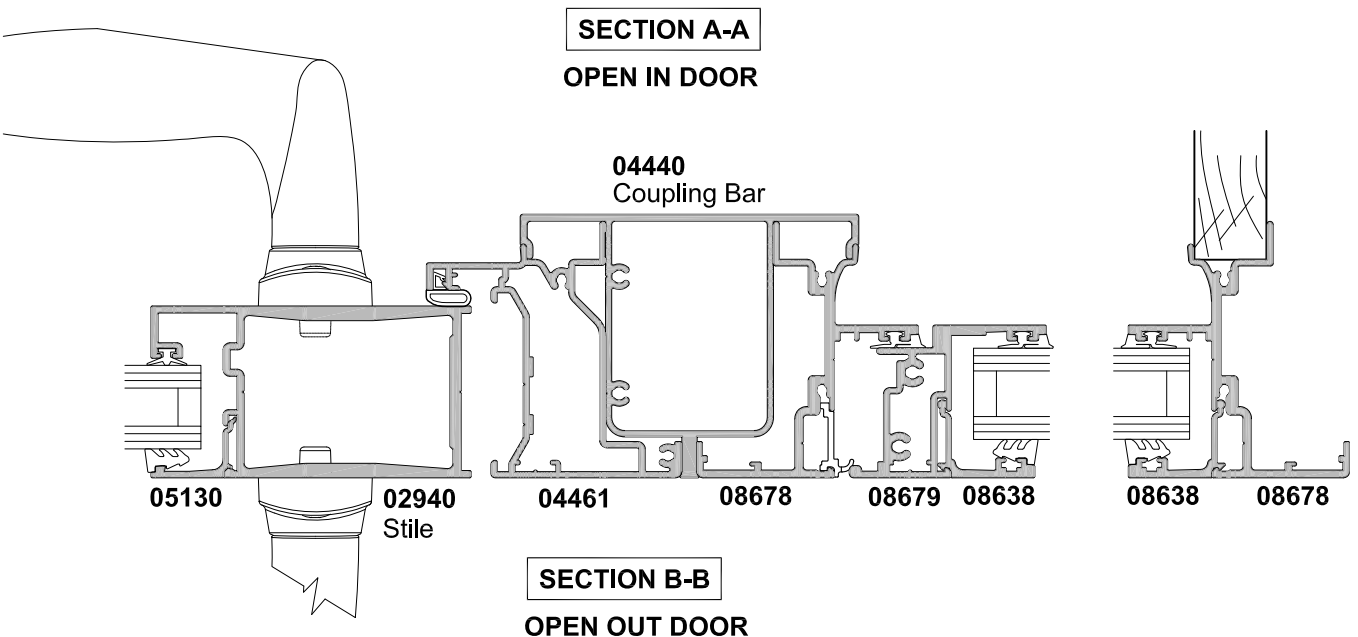 SECTION A-A
OPEN IN DOOR
04440
Coupling Bar
05130
02940
Stile
04461
08678
08679
08638
08638
08678
SECTION B-B
OPEN OUT DOOR